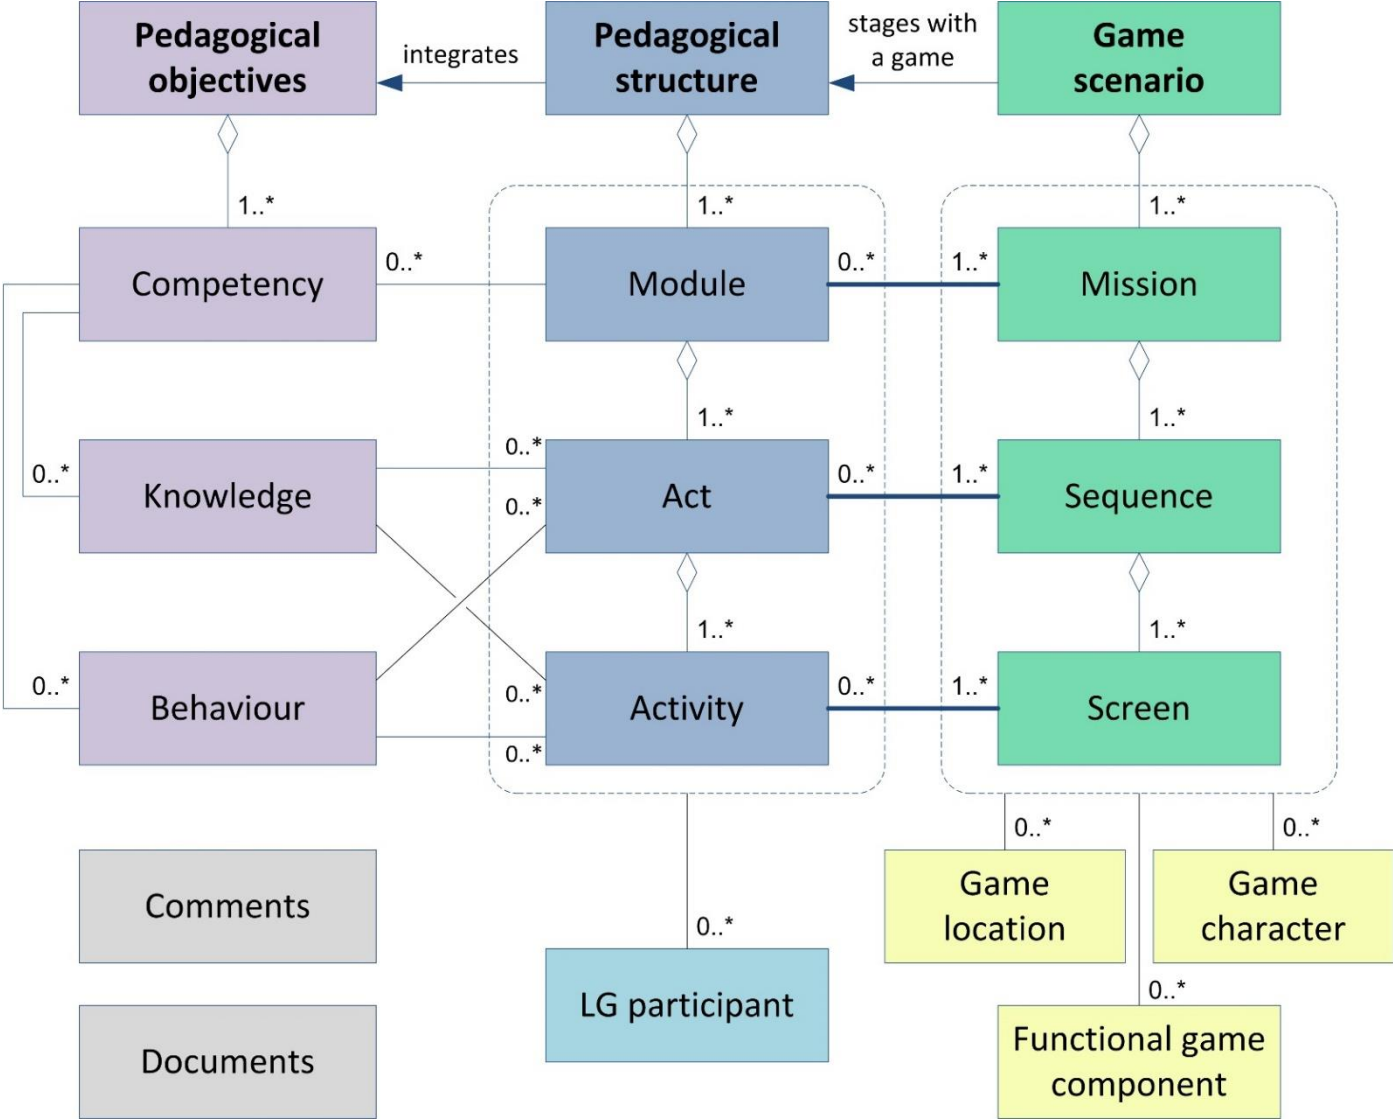 Pedagogical
objectives
integrates
Pedagogical
structure
stages with
a game
Game
scenario
1..*
1..*
1..*
Competency
0..*
Module
0..*
1..*
Mission
1..*
1..*
0..*
Knowledge
0..*
0..*
Act
0..*
1..*
Sequence
1..*
1..*
0..*
Behaviour
0..*
0..*
Activity
0..*
1..*
Screen
0..*
0..*
Comments
Game
location
Game
character
0..*
LG participant
0..*
Documents
Functional game
component